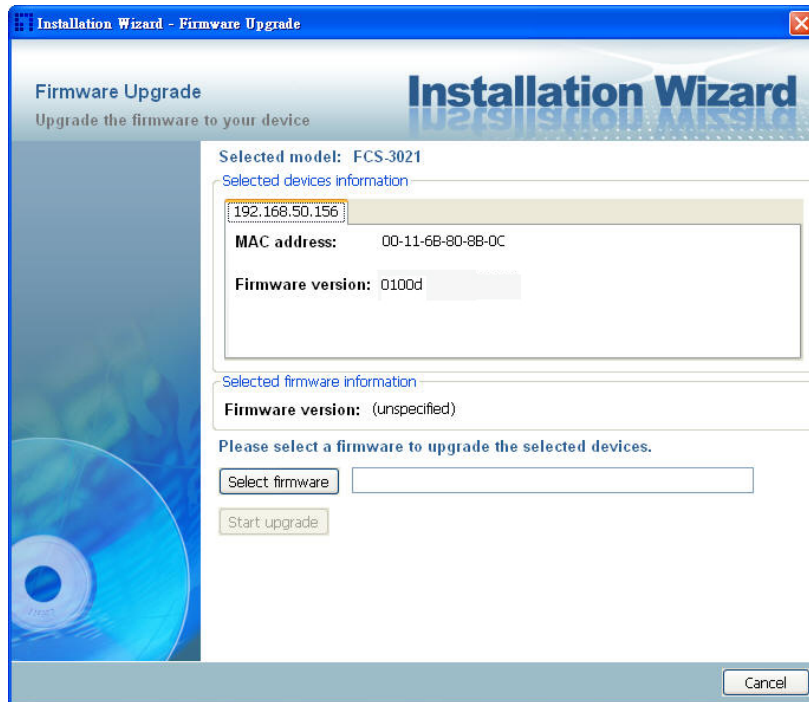 Installation Wizard - Firmware Upgrade
Firmware Upgrade
Upgrade the firmware to your device
Installation Wizard
Selected model: FCS-3021
Selected devices information
192.168.50.156
MAC address: 00-11-6B-80-8B-0C
Firmware version: 0100d
Selected firmware information
Firmware version: (unspecified)
Please select a firmware to upgrade the selected devices.
Select firmware
Start upgrade
Cancel